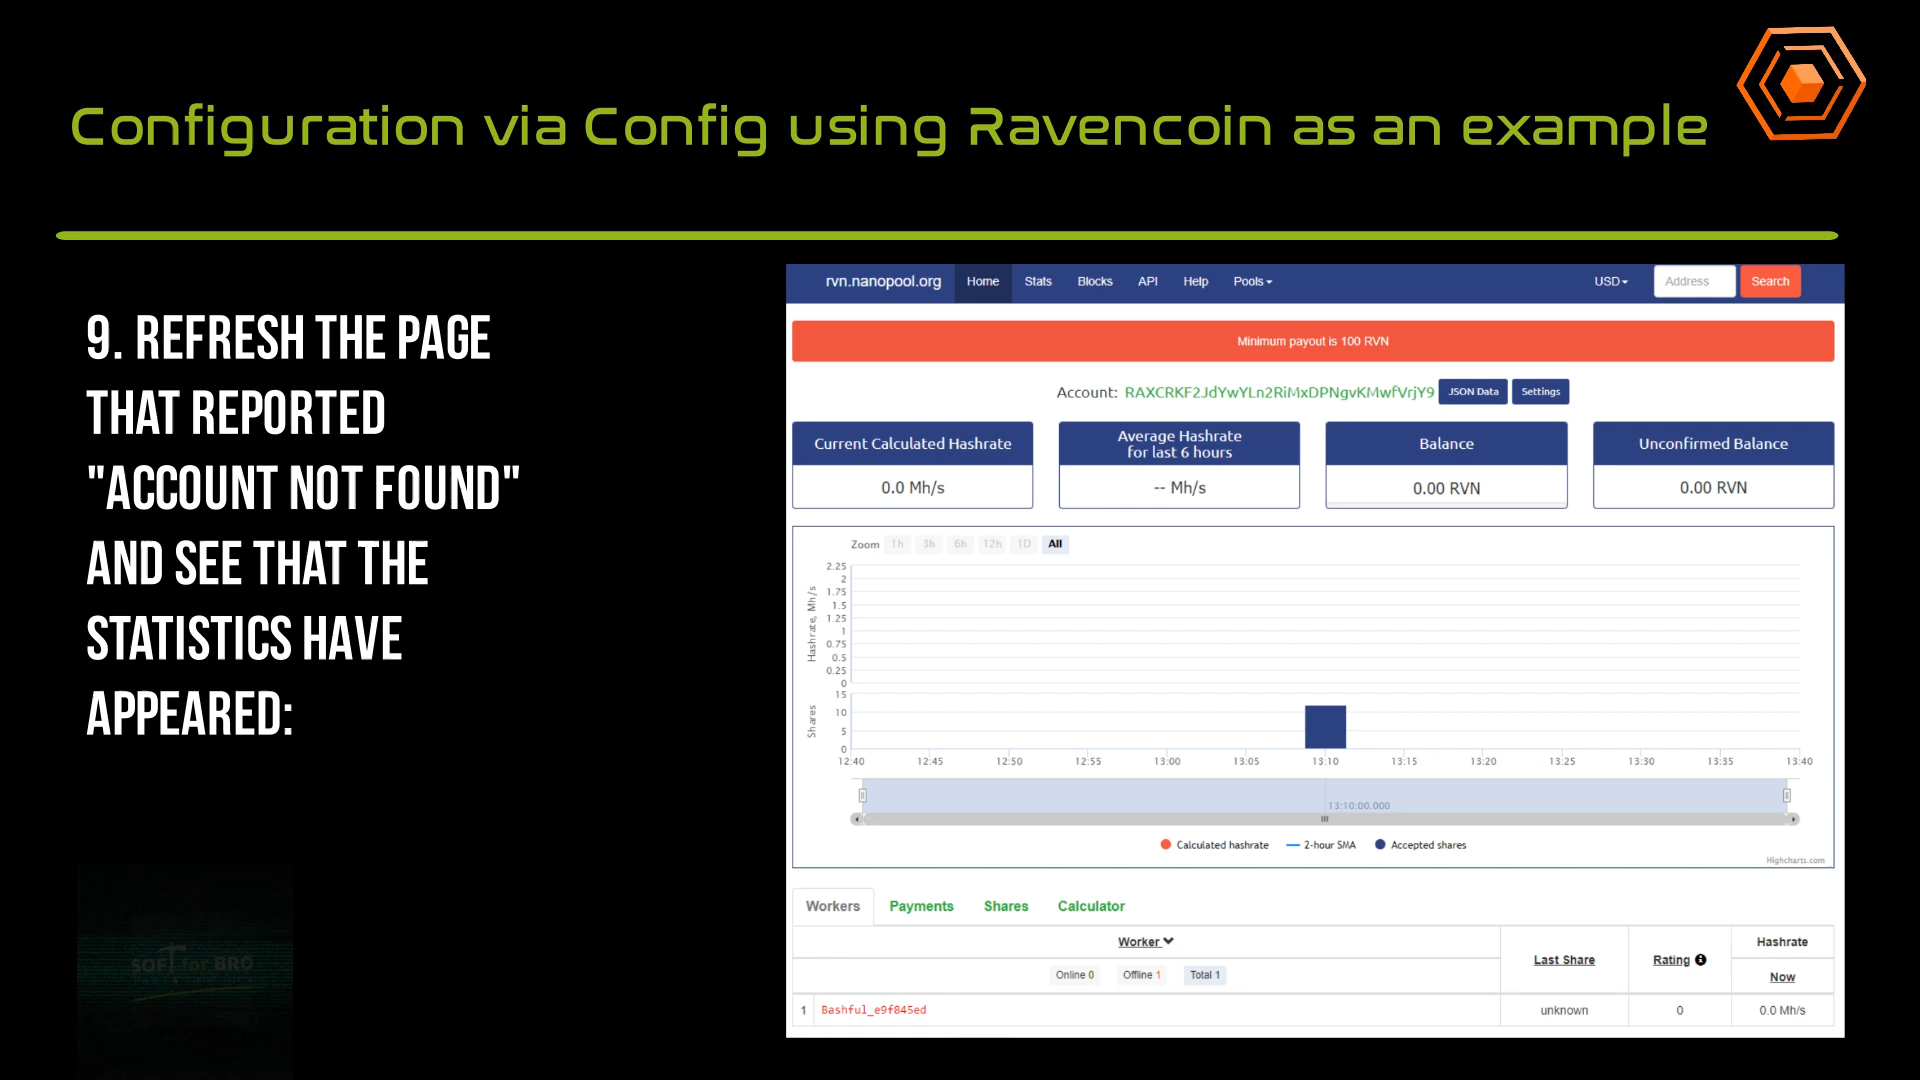 Configuration via Config using Ravencoin as an example
9. REFRESH THE PAGE
THAT REPORTED
"ACCOUNT NOT FOUND"
AND SEE THAT THE
STATISTICS HAVE
APPEARED:
rvn.nanopool.org Home Stats Blocks API Help Pools USD Address Search
Minimum payout is 100 RVN
Account: RAXCRKF2JdYwYLn2RiMxDPNgvKMwfVrjY9 JSON Data Settings
Current Calculated Hashrate
0.0 Mh/s
Average Hashrate
for last 6 hours
-- Mh/s
Balance
0.00 RVN
Unconfirmed Balance
0.00 RVN
Zoom 1h 3h 6h 12h 1D All
Hashrate, Mh/s
2.25
2
1.75
1.5
1.25
1
0.75
0.5
0.25
0
Shares
15
10
5
0
12:40 12:45 12:50 12:55 13:00 13:05 13:10 13:15 13:20 13:25 13:30 13:35 13:40
13:10:00.000
Calculated hashrate 2-hour SMA Accepted shares
Highcharts.com
Workers Payments Shares Calculator
Worker Last Share Rating Hashrate
Online 0 Offline 1 Total 1 Now
1 Bashful_e9f845ed unknown 0 0.0 Mh/s
SOFT for BRO